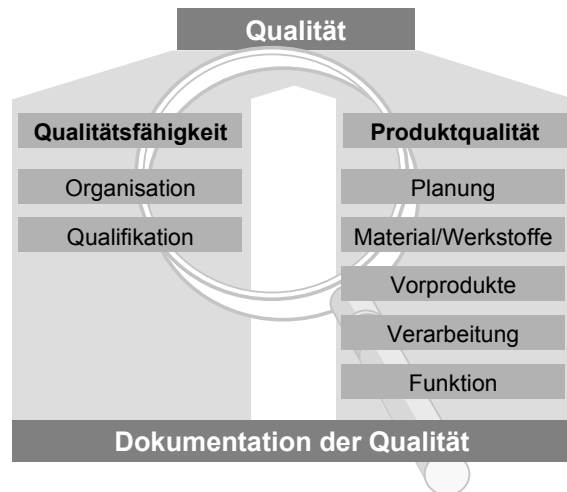 Qualität
Qualitätsfähigkeit
Organisation
Qualifikation
Produktqualität
Planung
Material/Werkstoffe
Vorprodukte
Verarbeitung
Funktion
Dokumentation der Qualität